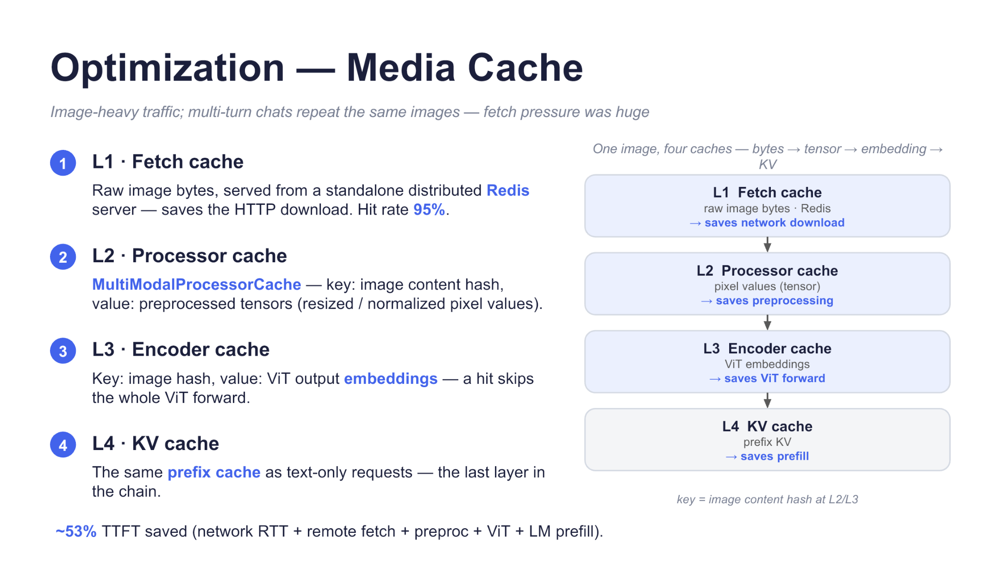 Optimization — Media Cache
Image-heavy traffic; multi-turn chats repeat the same images — fetch pressure was huge
1
L1 · Fetch cache
Raw image bytes, served from a standalone distributed Redis
server — saves the HTTP download. Hit rate 95%.
2
L2 · Processor cache
MultiModalProcessorCache — key: image content hash,
value: preprocessed tensors (resized / normalized pixel values).
3
L3 · Encoder cache
Key: image hash, value: ViT output embeddings — a hit skips
the whole ViT forward.
4
L4 · KV cache
The same prefix cache as text-only requests — the last layer in
the chain.
~53% TTFT saved (network RTT + remote fetch + preproc + ViT + LM prefill).
One image, four caches — bytes → tensor → embedding →
KV
L1 Fetch cache
raw image bytes · Redis
→ saves network download
L2 Processor cache
pixel values (tensor)
→ saves preprocessing
L3 Encoder cache
ViT embeddings
→ saves ViT forward
L4 KV cache
prefix KV
→ saves prefill
key = image content hash at L2/L3